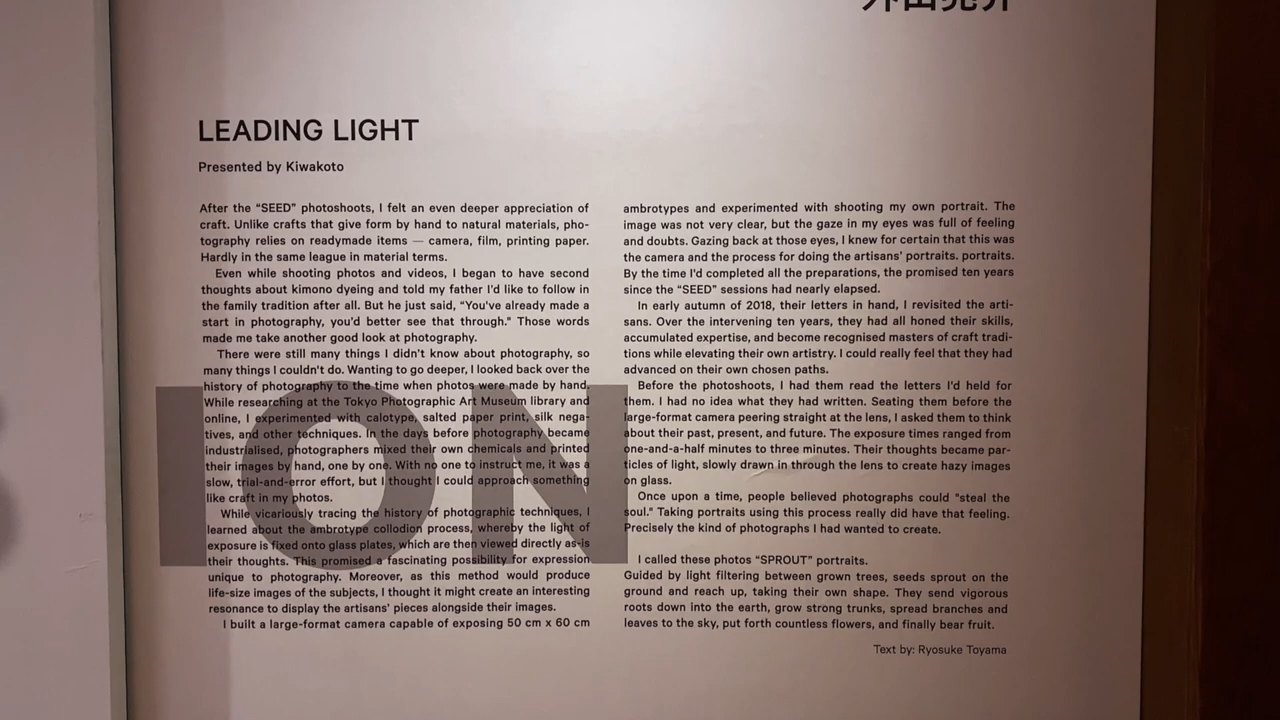 LEADING LIGHT
Presented by Kiwakoto
After the “SEED” photoshoots, I felt an even deeper appreciation of
craft. Unlike crafts that give form by hand to natural materials, pho-
tography relies on readymade items — camera, film, printing paper.
Hardly in the same league in material terms.
Even while shooting photos and videos, I began to have second
thoughts about kimono dyeing and told my father I'd like to follow in
the family tradition after all. But he just said, “You've already made a
start in photography, you'd better see that through." Those words
made me take another good look at photography.
There were still many things I didn't know about photography, so
many things I couldn't do. Wanting to go deeper, I looked back over the
history of photography to the time when photos were made by hand.
While researching at the Tokyo Photographic Art Museum library and
online, I experimented with calotype, salted paper print, silk nega-
tives, and other techniques. In the days before photography became
industrialised, photographers mixed their own chemicals and printed
their images by hand, one by one. With no one to instruct me, it was a
slow, trial-and-error effort, but I thought I could approach something
like craft in my photos.
While vicariously tracing the history of photographic techniques, I
learned about the ambrotype collodion process, whereby the light of
exposure is fixed onto glass plates, which are then viewed directly as-is
their thoughts. This promised a fascinating possibility for expression
unique to photography. Moreover, as this method would produce
life-size images of the subjects, I thought it might create an interesting
resonance to display the artisans' pieces alongside their images.
I built a large-format camera capable of exposing 50 cm x 60 cm
ambrotypes and experimented with shooting my own portrait. The
image was not very clear, but the gaze in my eyes was full of feeling
and doubts. Gazing back at those eyes, I knew for certain that this was
the camera and the process for doing the artisans' portraits. portraits.
By the time I'd completed all the preparations, the promised ten years
since the “SEED” sessions had nearly elapsed.
In early autumn of 2018, their letters in hand, I revisited the arti-
sans. Over the intervening ten years, they had all honed their skills,
accumulated expertise, and become recognised masters of craft tradi-
tions while elevating their own artistry. I could really feel that they had
advanced on their own chosen paths.
Before the photoshoots, I had them read the letters I'd held for
them. I had no idea what they had written. Seating them before the
large-format camera peering straight at the lens, I asked them to think
about their past, present, and future. The exposure times ranged from
one-and-a-half minutes to three minutes. Their thoughts became par-
ticles of light, slowly drawn in through the lens to create hazy images
on glass.
Once upon a time, people believed photographs could "steal the
soul." Taking portraits using this process really did have that feeling.
Precisely the kind of photographs I had wanted to create.
I called these photos “SPROUT” portraits.
Guided by light filtering between grown trees, seeds sprout on the
ground and reach up, taking their own shape. They send vigorous
roots down into the earth, grow strong trunks, spread branches and
leaves to the sky, put forth countless flowers, and finally bear fruit.
Text by: Ryosuke Toyama
ION